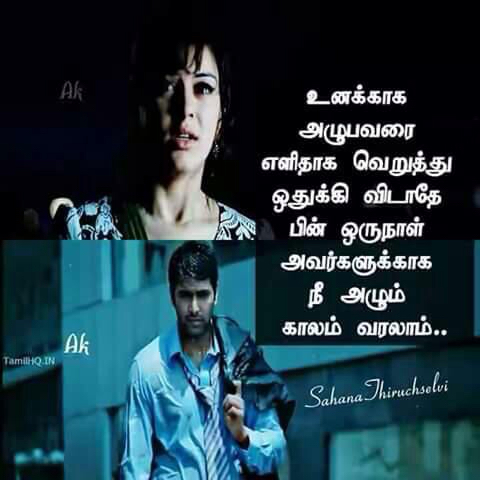 Ak
உனக்காக
அழுபவரை
எளிதாக வெறுத்து
ஒதுக்கி விடாதே
பின் ஒருநாள்
அவர்களுக்காக
நீ அழும்
காலம் வரலாம்..
Ak
TamilHQ.IN
SahanaThiruchselvi